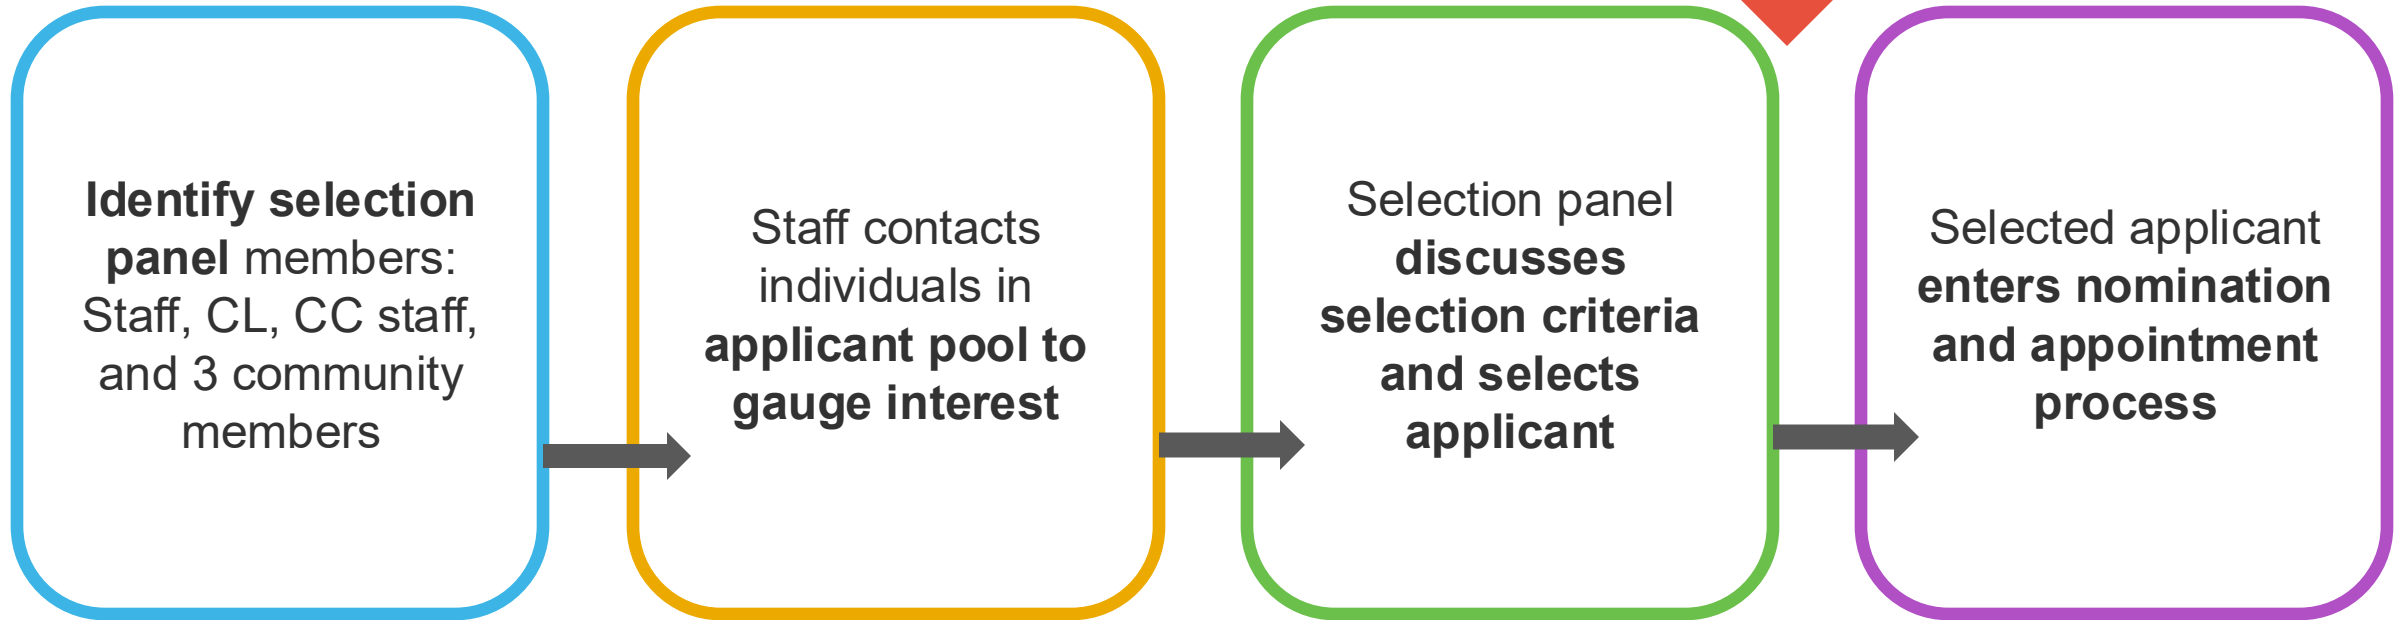 Identify selection
panel members:
Staff, CL, CC staff,
and 3 community
members
Staff contacts
individuals in
applicant pool to
gauge interest
Selection panel
discusses
selection criteria
and selects
applicant
Selected applicant
enters nomination
and appointment
process